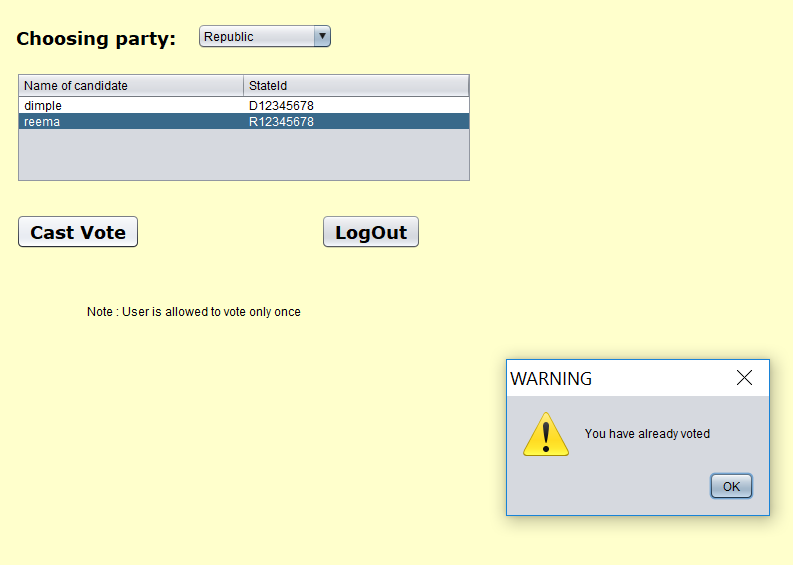 Choosing party: Republic
Name of candidate StateId
dimple D12345678
reema R12345678
Cast Vote LogOut
Note : User is allowed to vote only once
WARNING
You have already voted
OK